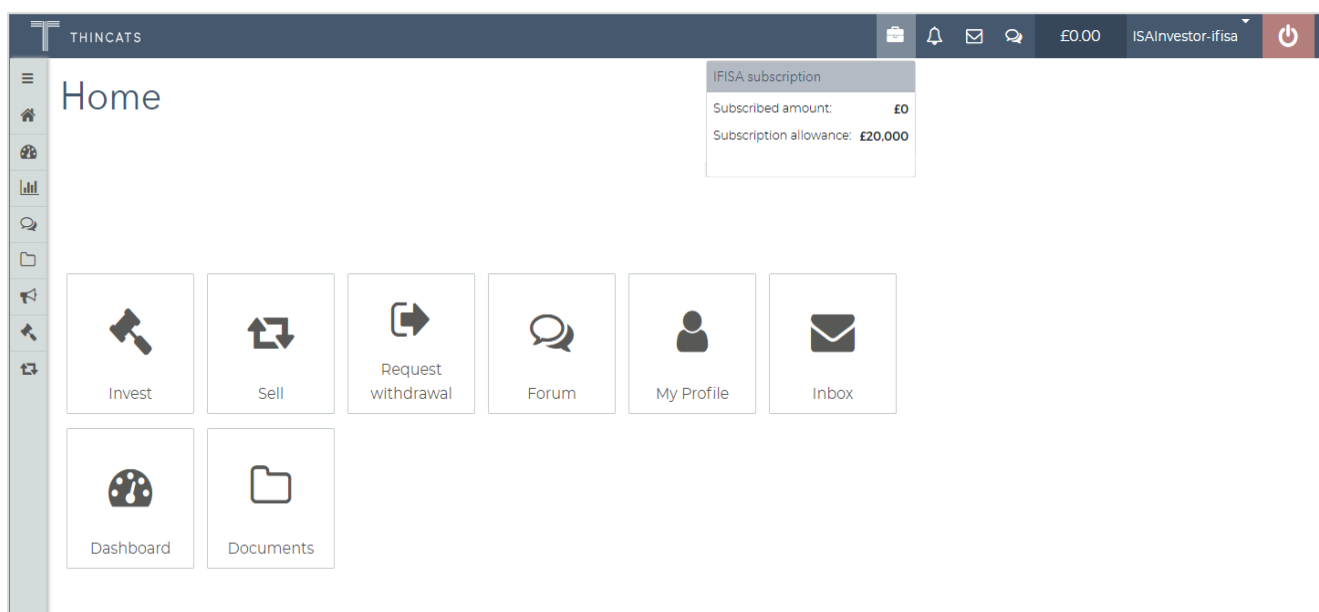 THINCATS
£0.00
ISAInvestor-ifisa
Home
IFISA subscription
Subscribed amount: £0
Subscription allowance: £20,000
Invest
Sell
Request
withdrawal
Forum
My Profile
Inbox
Dashboard
Documents